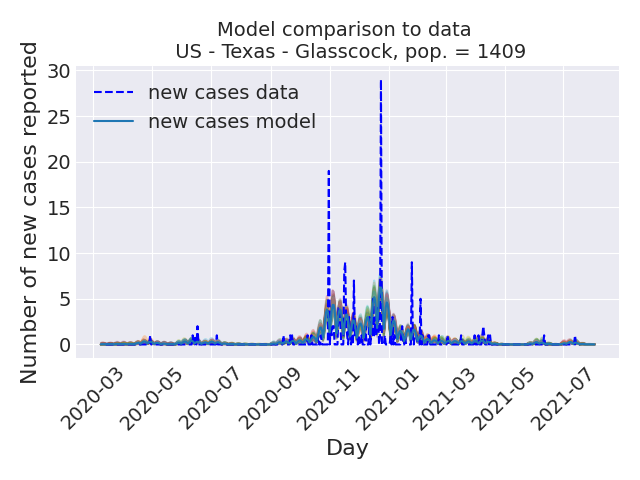 Model comparison to data
US - Texas - Glasscock, pop. = 1409
Number of new cases reported
30
25
20
15
10
5
0
new cases data
new cases model
2020-03
2020-05
2020-07
2020-09
2020-11
2021-01
2021-03
2021-05
2021-07
Day